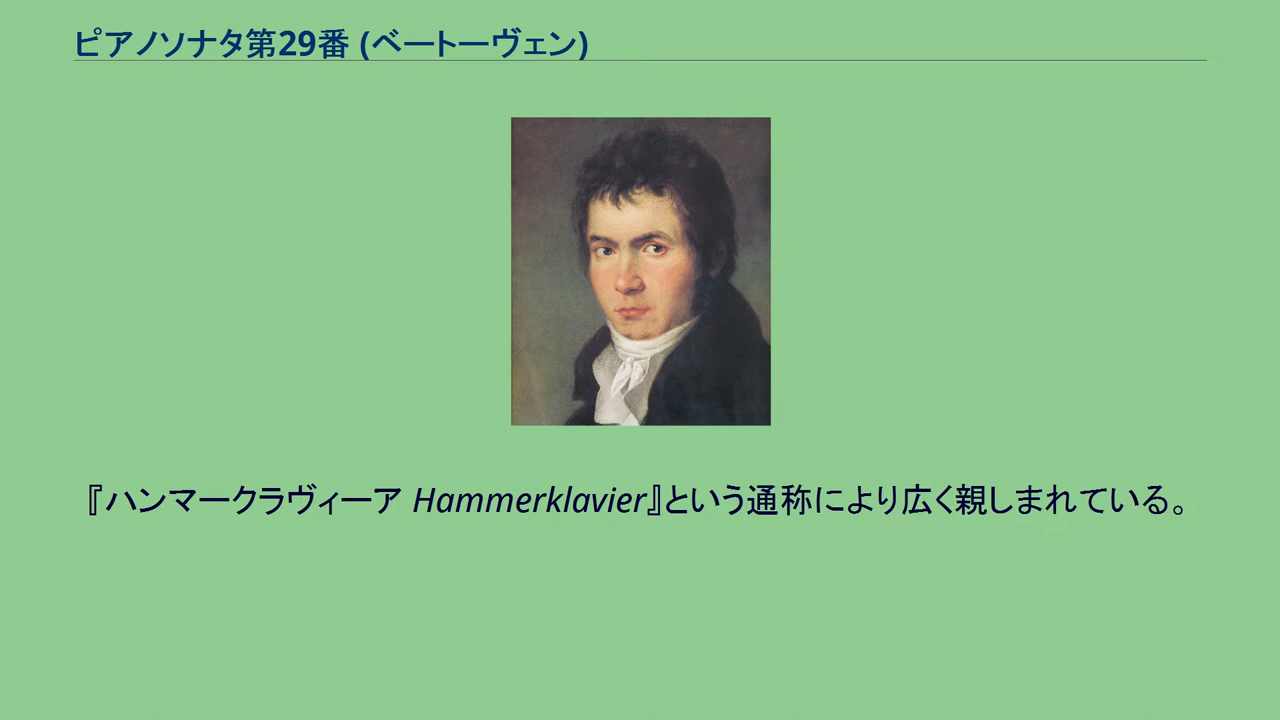 ピアノソナタ第29番 (ベートーヴェン)
『ハンマークラヴィーア Hammerklavier』という通称により広く親しまれている。